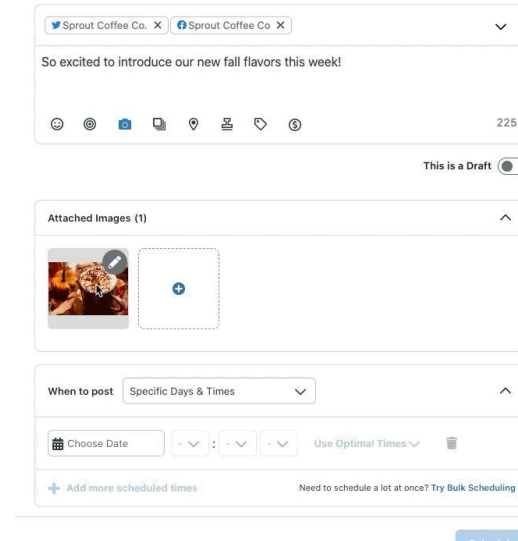 Sprout Coffee Co. X Sprout Coffee Co X
So excited to introduce our new fall flavors this week!
225
This is a Draft
Attached Images (1)
When to post Specific Days & Times
Choose Date - : - - Use Optimal Times
Add more scheduled times Need to schedule a lot at once? Try Bulk Scheduling